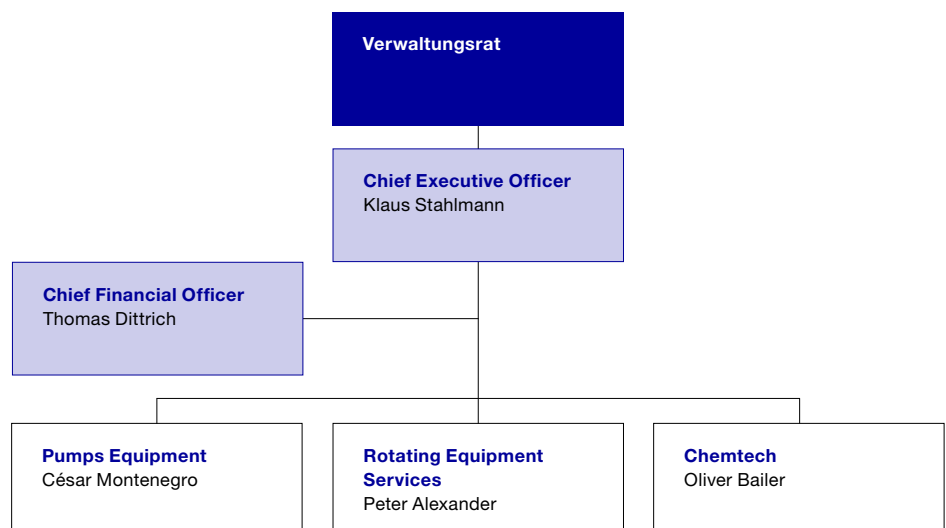 Verwaltungsrat
Chief Executive Officer
Klaus Stahlmann
Chief Financial Officer
Thomas Dittrich
Pumps Equipment
César Montenegro
Rotating Equipment
Services
Peter Alexander
Chemtech
Oliver Bailer